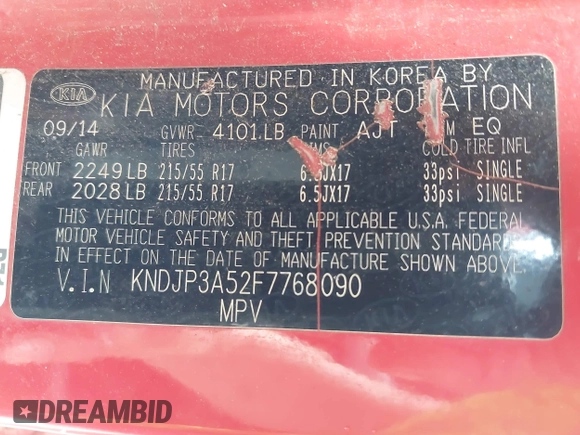 MANUFACTURED IN KOREA BY
KIA KIA MOTORS CORPORATION
09/14 GVWR- 4101LB PAINT AJT EQ
GAWR TIRES COLD TIRE INFL
FRONT 2249LB 215/55 R17 6.5JX17 33psi SINGLE
REAR 2028LB 215/55 R17 6.5JX17 33psi SINGLE
THIS VEHICLE CONFORMS TO ALL APPLICABLE U.S.A. FEDERAL
MOTOR VEHICLE SAFETY AND THEFT PREVENTION STANDARDS
IN EFFECT ON THE DATE OF MANUFACTURE SHOWN ABOVE.
V.I.N KNDJP3A52F7768090
MPV
DREAMBID